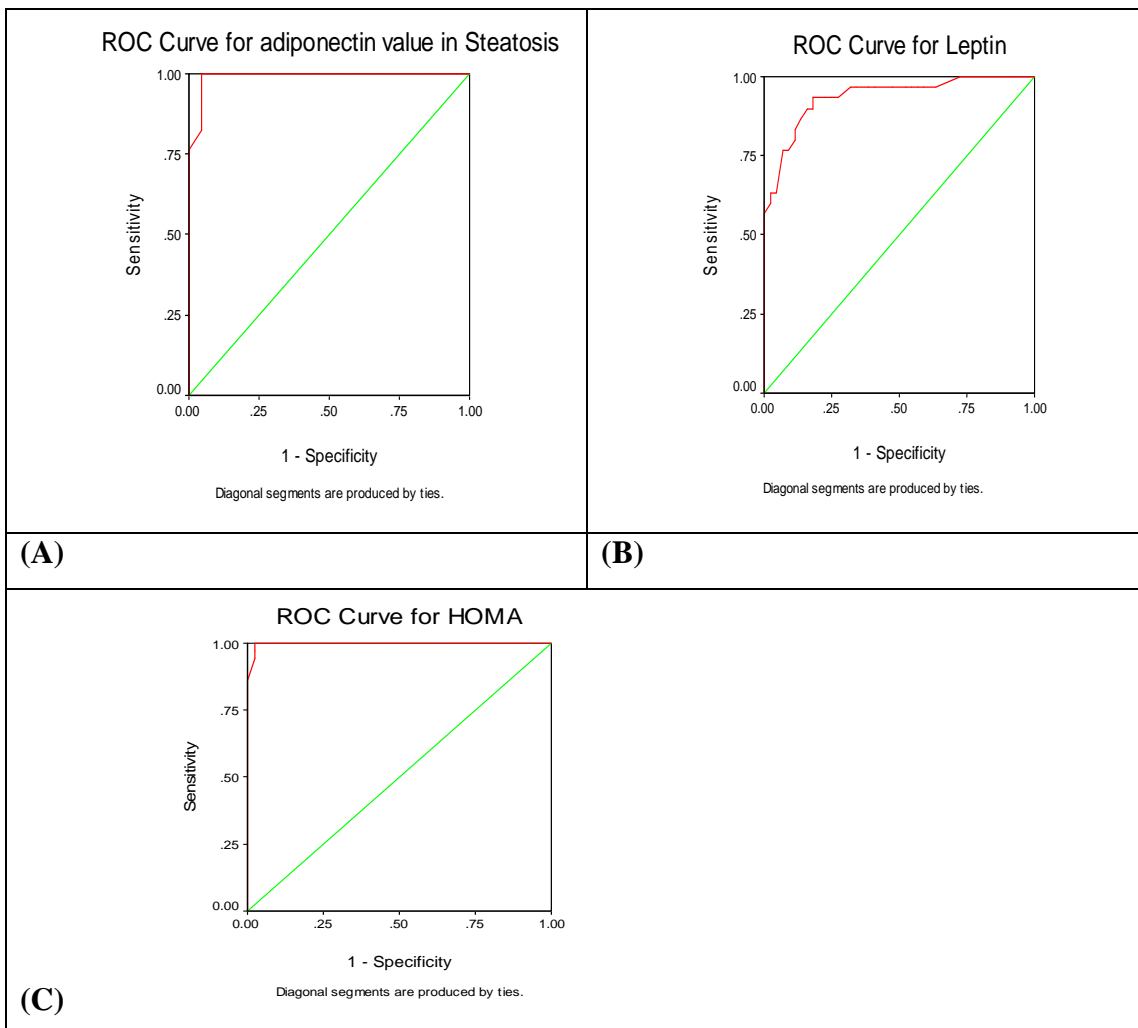 ROC Curve for adiponectin value in Steatosis
1.00
.75
.50
.25
0.00
Sensitivity
0.00 .25 .50 .75 1.00
1 - Specificity
Diagonal segments are produced by ties.
(A)
ROC Curve for Leptin
1.00
.75
.50
.25
0.00
Sensitivity
0.00 .25 .50 .75 1.00
1 - Specificity
Diagonal segments are produced by ties.
(B)
ROC Curve for HOMA
1.00
.75
.50
.25
0.00
Sensitivity
0.00 .25 .50 .75 1.00
1 - Specificity
Diagonal segments are produced by ties.
(C)